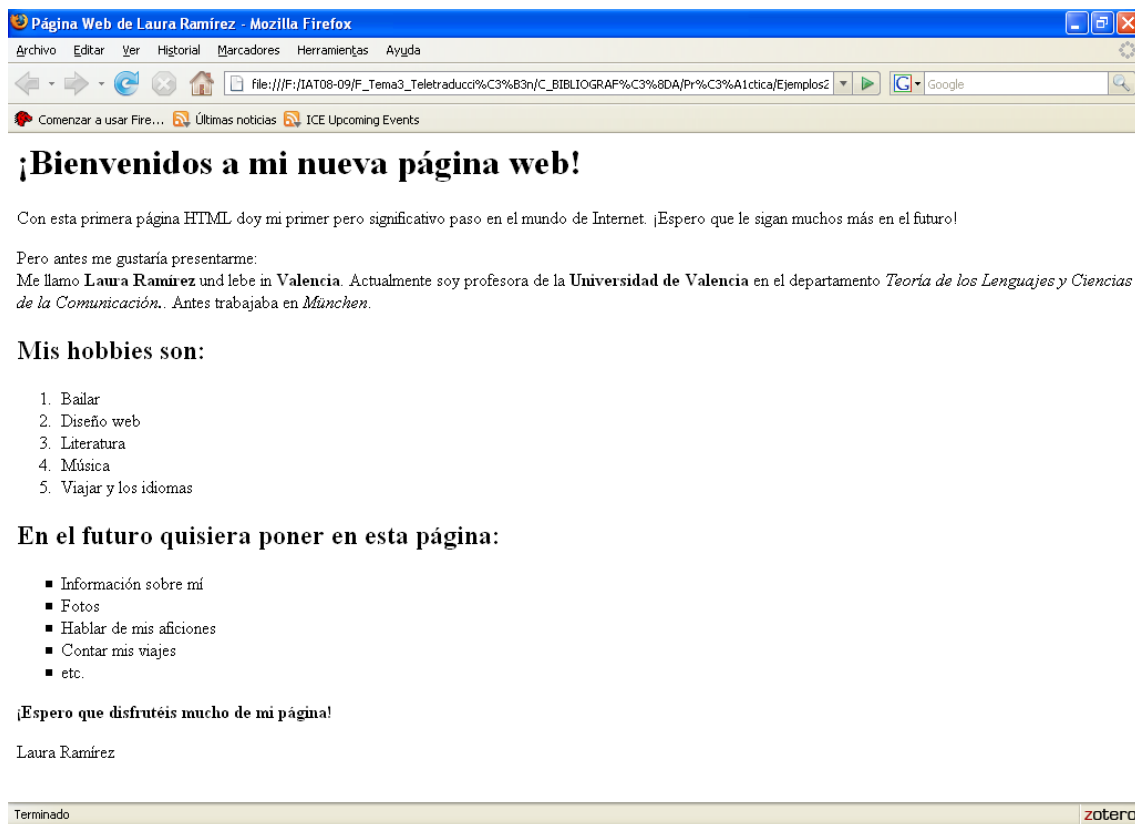 Página Web de Laura Ramírez - Mozilla Firefox
Archivo Editar Ver Historial Marcadores Herramientas Ayuda
file:///F:/IAT08-09/F_Tema3_Teletraducci%C3%B3n/C_BIBLIOGRAF%C3%8DA/Pr%C3%A1ctica/Ejemplos2 G Google
Comenzar a usar Fire... Últimas noticias ICE Upcoming Events
¡Bienvenidos a mi nueva página web!
Con esta primera página HTML doy mi primer pero significativo paso en el mundo de Internet. ¡Espero que le sigan muchos más en el futuro!
Pero antes me gustaría presentarme:
Me llamo Laura Ramírez und lebe in Valencia. Actualmente soy profesora de la Universidad de Valencia en el departamento Teoría de los Lenguajes y Ciencias
de la Comunicación.. Antes trabajaba en München.
Mis hobbies son:
1. Bailar
2. Diseño web
3. Literatura
4. Música
5. Viajar y los idiomas
En el futuro quisiera poner en esta página:
▪ Información sobre mí
▪ Fotos
▪ Hablar de mis aficiones
▪ Contar mis viajes
▪ etc.
¡Espero que disfrutéis mucho de mi página!
Laura Ramírez
Terminado zotero